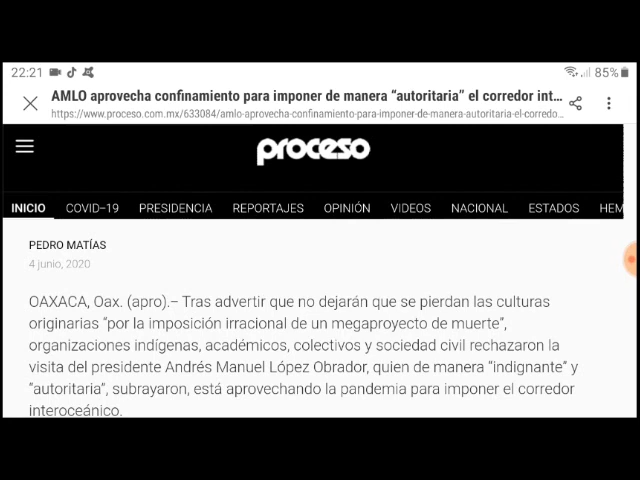 22:21 85%
AMLO aprovecha confinamiento para imponer de manera “autoritaria” el corredor int...
https://www.proceso.com.mx/633084/amlo-aprovecha-confinamiento-para-imponer-de-manera-autoritaria-el-corredo...
proceso
INICIO COVID-19 PRESIDENCIA REPORTAJES OPINIÓN VIDEOS NACIONAL ESTADOS HEM
PEDRO MATÍAS
4 junio, 2020
OAXACA, Oax. (apro).– Tras advertir que no dejarán que se pierdan las culturas
originarias “por la imposición irracional de un megaproyecto de muerte”,
organizaciones indígenas, académicos, colectivos y sociedad civil rechazaron la
visita del presidente Andrés Manuel López Obrador, quien de manera “indignante” y
“autoritaria”, subrayaron, está aprovechando la pandemia para imponer el corredor
interoceánico.